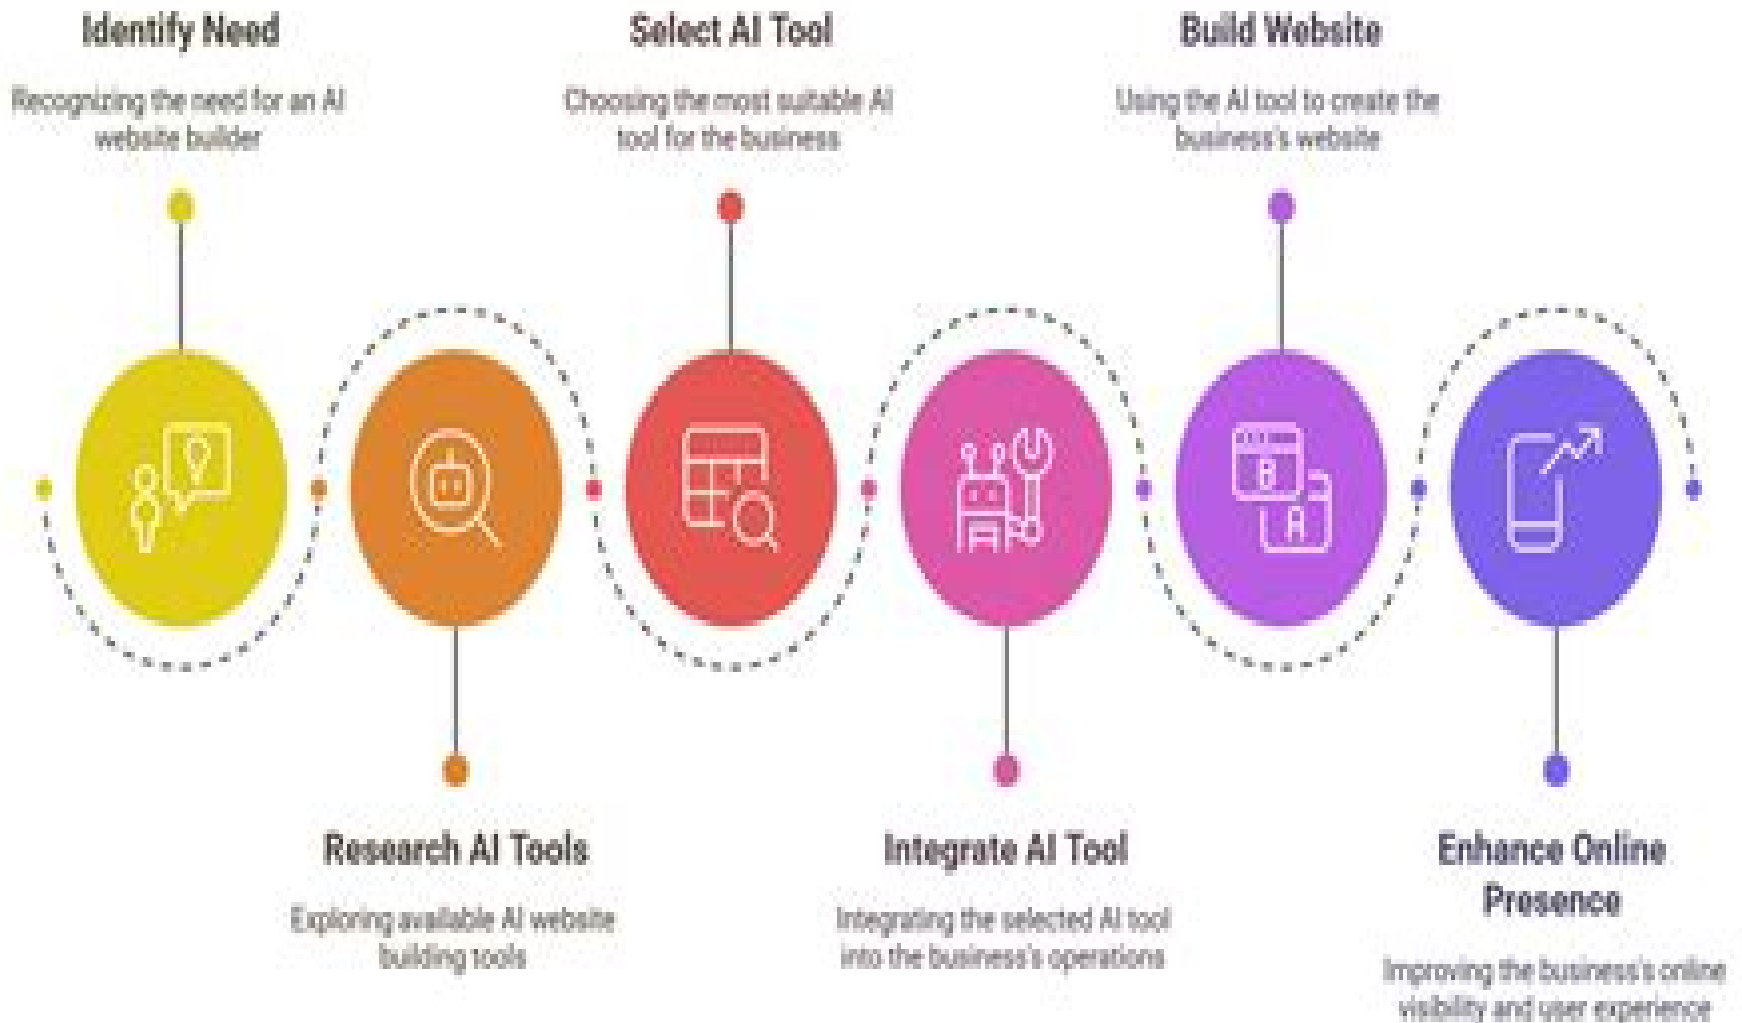 Identify Need
Recognizing the need for an AI
website builder
Select AI Tool
Choosing the most suitable AI
tool for the business
Build Website
Using the AI tool to create the
business's website
B
A
Research AI Tools
Exploring available AI website
building tools
Integrate AI Tool
Integrating the selected AI tool
into the business's operations
Enhance Online
Presence
Improving the business's online
visibility and user experience